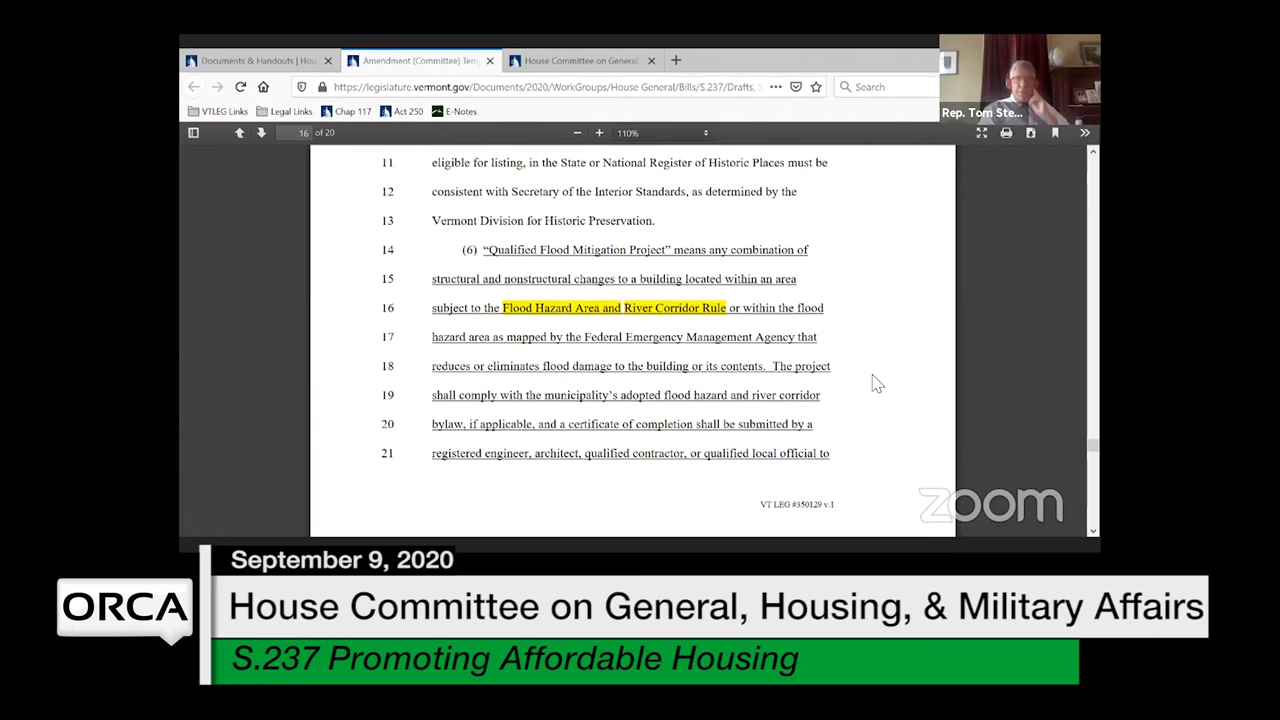 Documents & Handouts | Hou
Amendment (Committee) Temp
House Committee on General
https://legislature.vermont.gov/Documents/2020/WorkGroups/House General/Bills/S.237/Drafts,
Search
VTLEG Links
Legal Links
Chap 117
Act 250
E-Notes
Rep. Tom Ste...
16 of 20
110%
11 eligible for listing, in the State or National Register of Historic Places must be
12 consistent with Secretary of the Interior Standards, as determined by the
13 Vermont Division for Historic Preservation.
14 (6) “Qualified Flood Mitigation Project” means any combination of
15 structural and nonstructural changes to a building located within an area
16 subject to the Flood Hazard Area and River Corridor Rule or within the flood
17 hazard area as mapped by the Federal Emergency Management Agency that
18 reduces or eliminates flood damage to the building or its contents. The project
19 shall comply with the municipality’s adopted flood hazard and river corridor
20 bylaw, if applicable, and a certificate of completion shall be submitted by a
21 registered engineer, architect, qualified contractor, or qualified local official to
VT LEG #350129 v.1
zoom
September 9, 2020
ORCA
House Committee on General, Housing, & Military Affairs
S.237 Promoting Affordable Housing